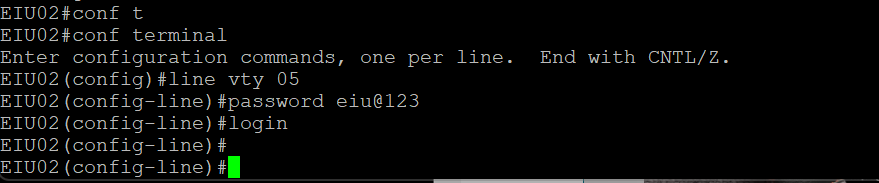 EIU02#conf t
EIU02#conf terminal
Enter configuration commands, one per line.  End with CNTL/Z.
EIU02(config)#line vty 05
EIU02(config-line)#password eiu@123
EIU02(config-line)#login
EIU02(config-line)#
EIU02(config-line)#